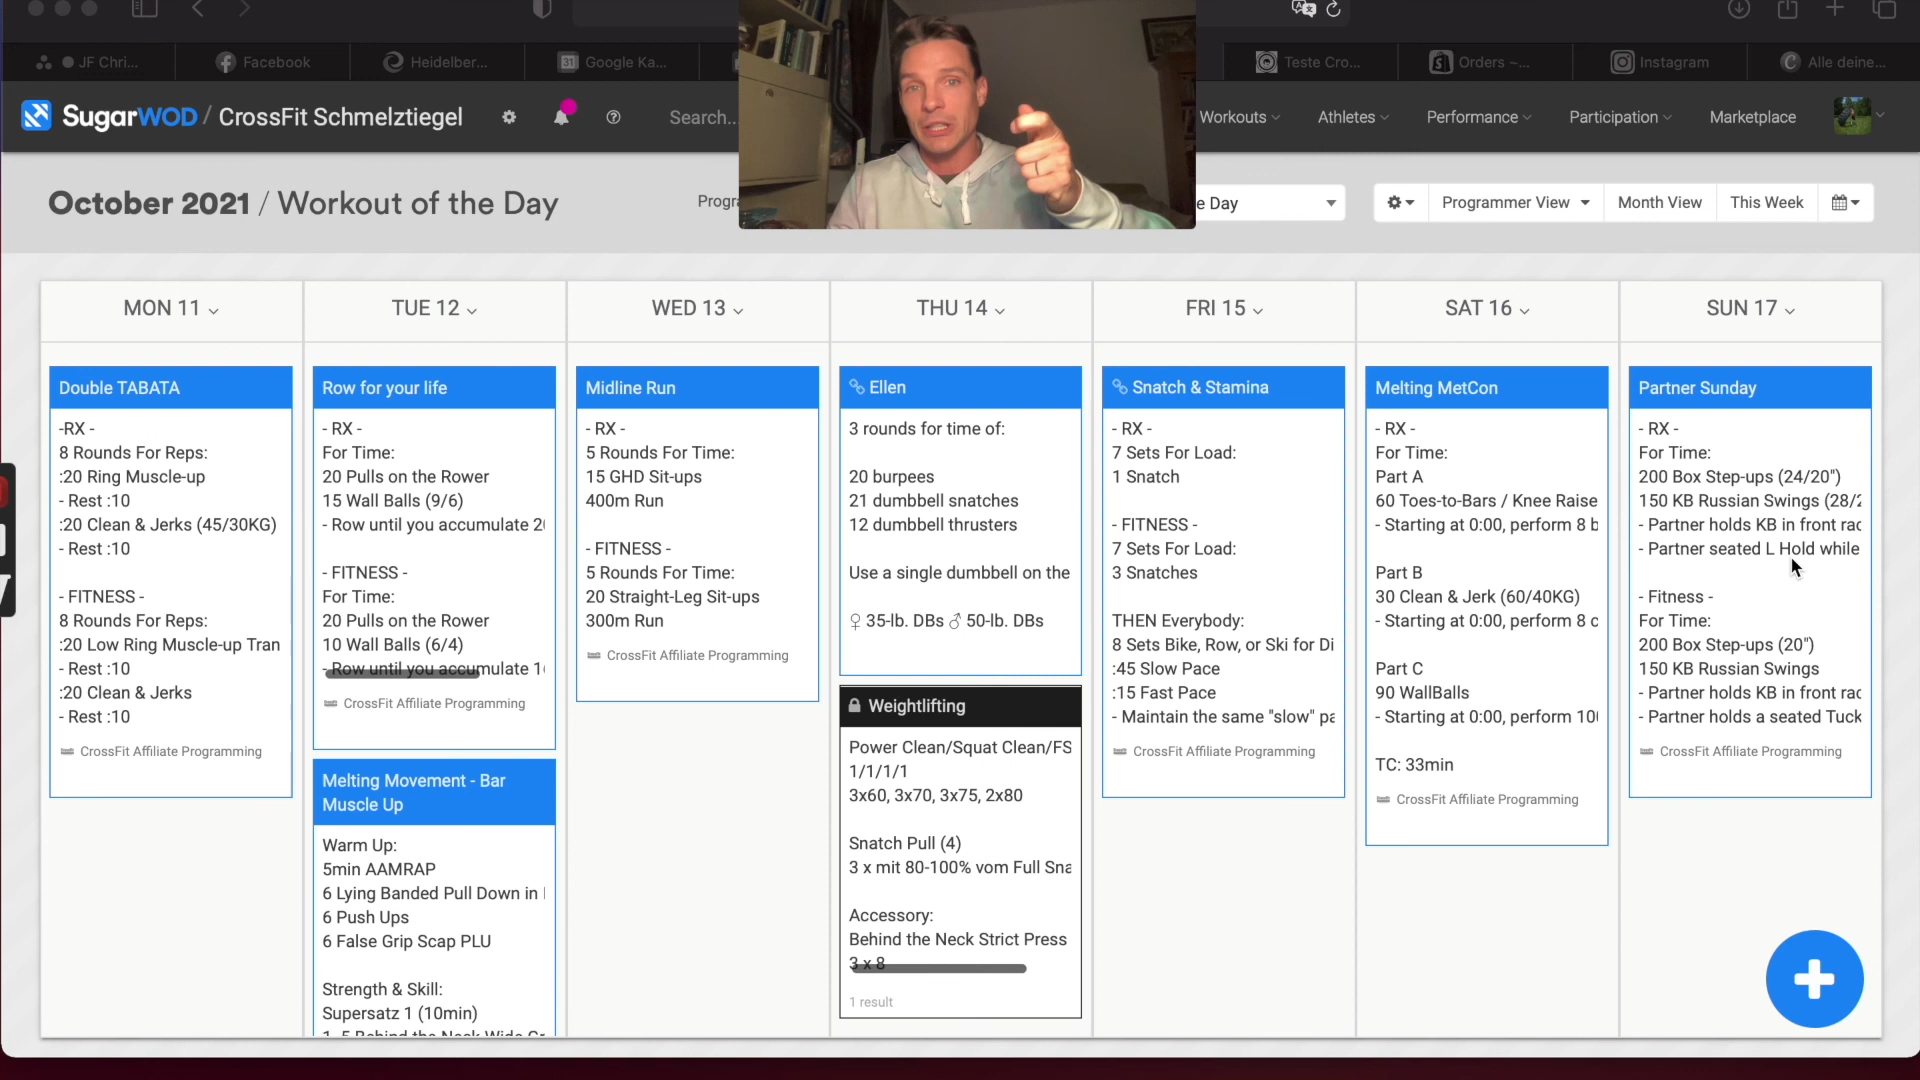 JF Chri...
Facebook
Heidelber...
31 Google Ka...
Teste Cro...
Orders ~...
Instagram
C Alle deine...
SugarWOD / CrossFit Schmelztiegel
Search...
Workouts
Athletes
Performance
Participation
Marketplace
October 2021 / Workout of the Day
e Day
Programmer View
Month View
This Week
MON 11
TUE 12
WED 13
THU 14
FRI 15
SAT 16
SUN 17
Double TABATA
-RX -
8 Rounds For Reps:
:20 Ring Muscle-up
- Rest :10
:20 Clean & Jerks (45/30KG)
- Rest :10
- FITNESS -
8 Rounds For Reps:
:20 Low Ring Muscle-up Tran
- Rest :10
:20 Clean & Jerks
- Rest :10
CrossFit Affiliate Programming
Row for your life
- RX -
For Time:
20 Pulls on the Rower
15 Wall Balls (9/6)
- Row until you accumulate
- FITNESS -
For Time:
20 Pulls on the Rower
10 Wall Balls (6/4)
- Row until you accumulate
CrossFit Affiliate Programming
Melting Movement - Bar
Muscle Up
Warm Up:
5min AAMRAP
6 Lying Banded Pull Down in
6 Push Ups
6 False Grip Scap PLU
Strength & Skill:
Supersatz 1 (10min)
Midline Run
- RX -
5 Rounds For Time:
15 GHD Sit-ups
400m Run
- FITNESS -
5 Rounds For Time:
20 Straight-Leg Sit-ups
300m Run
CrossFit Affiliate Programming
Ellen
3 rounds for time of:
20 burpees
21 dumbbell snatches
12 dumbbell thrusters
Use a single dumbbell on the
♀ 35-lb. DBs ♂ 50-lb. DBs
Weightlifting
Power Clean/Squat Clean/FS
1/1/1/1
3x60, 3x70, 3x75, 2x80
Snatch Pull (4)
3 x mit 80-100% vom Full Sna
Accessory:
Behind the Neck Strict Press
3 x 8
1 result
Snatch & Stamina
- RX -
7 Sets For Load:
1 Snatch
- FITNESS -
7 Sets For Load:
3 Snatches
THEN Everybody:
8 Sets Bike, Row, or Ski for Di
:45 Slow Pace
:15 Fast Pace
- Maintain the same "slow" pa
CrossFit Affiliate Programming
Melting MetCon
- RX -
For Time:
Part A
60 Toes-to-Bars / Knee Raise
- Starting at 0:00, perform 8 b
Part B
30 Clean & Jerk (60/40KG)
- Starting at 0:00, perform 8
Part C
90 WallBalls
- Starting at 0:00, perform
TC: 33min
CrossFit Affiliate Programming
Partner Sunday
- RX -
For Time:
200 Box Step-ups (24/20")
150 KB Russian Swings
- Partner holds KB in front rac
- Partner seated L Hold while
- Fitness -
For Time:
200 Box Step-ups (20")
150 KB Russian Swings
- Partner holds KB in front rac
- Partner holds a seated Tuck
CrossFit Affiliate Programming